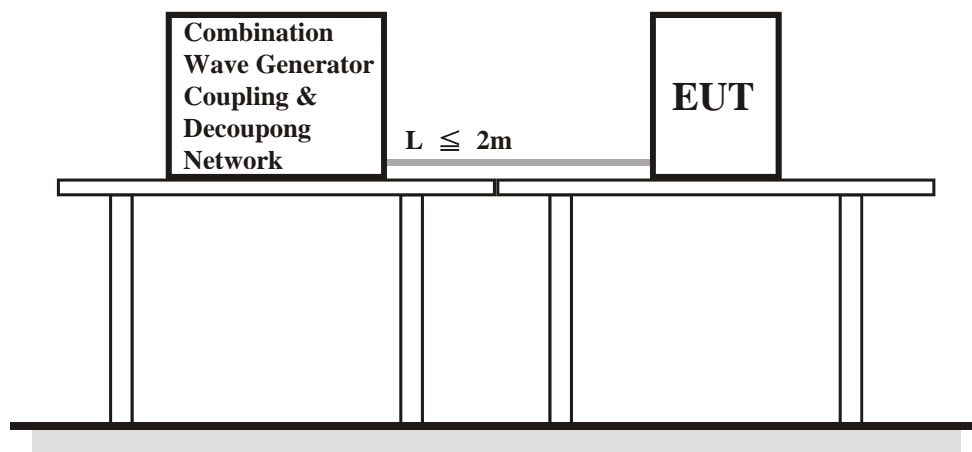 Combination
Wave Generator
Coupling &
Decoupong
Network
L ≦ 2m
EUT